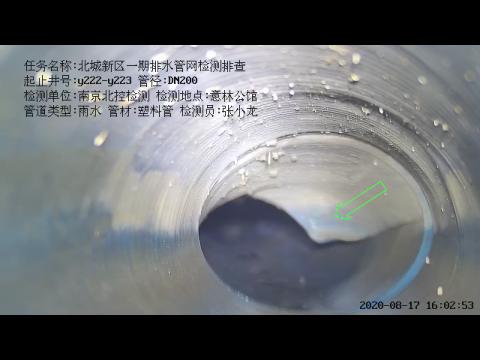 任务名称:北城新区一期排水管网检测排查
起止井号:y222-y223 管径:DN200
检测单位:南京北控检测 检测地点:意林公馆
管道类型:雨水 管材:塑料管 检测员:张小龙
2020-08-17 16:02:53